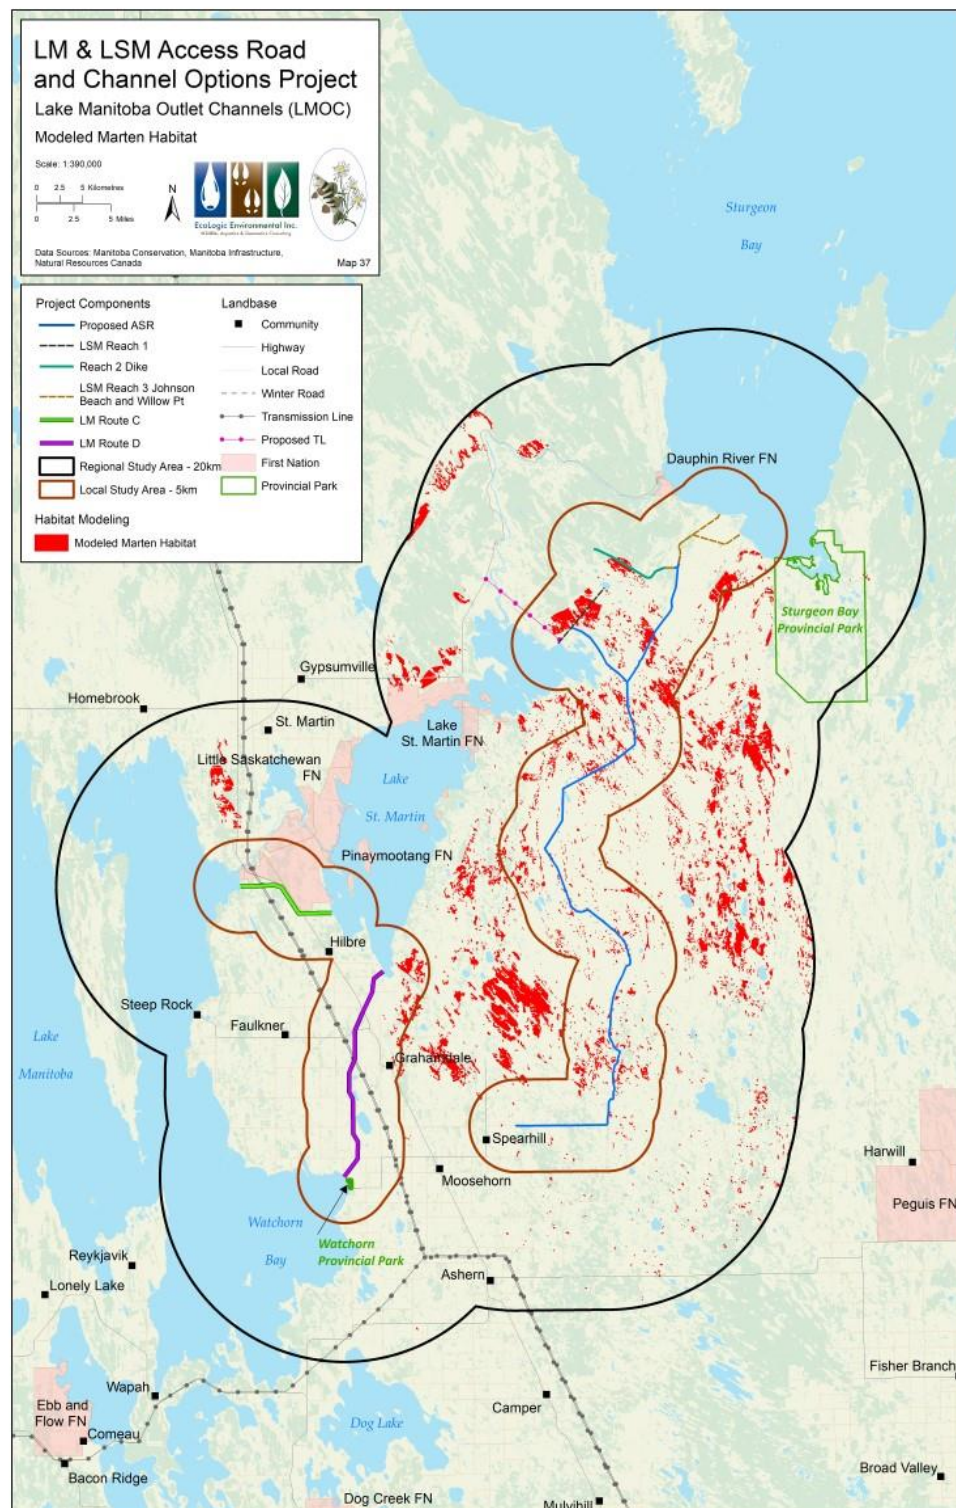 LM & LSM Access Road
and Channel Options Project
Lake Manitoba Outlet Channels (LMOC)
Modeled Marten Habitat
Scale: 1:390,000
0 2.5 5 Kilometres
0 2.5 5 Miles
N
EcoLogic Environmental Inc.
Data Sources: Manitoba Conservation, Manitoba Infrastructure,
Natural Resources Canada
Map 37
Project Components
Proposed ASR
LSM Reach 1
Reach 2 Dike
LSM Reach 3 Johnson
Beach and Willow Pt
LM Route C
LM Route D
Regional Study Area - 20km
Local Study Area - 5km
Habitat Modeling
Modeled Marten Habitat
Landbase
Community
Highway
Local Road
Winter Road
Transmission Line
Proposed TL
First Nation
Provincial Park
Sturgeon
Bay
Dauphin River FN
Sturgeon Bay
Provincial Park
Gypsumville
Homebrook
St. Martin
Lake
St. Martin FN
Little Saskatchewan
FN
Lake
St. Martin
Pinaymootang FN
Hilbre
Steep Rock
Faulkner
Lake
Manitoba
Grahamdale
Spearhill
Moosehorn
Harwill
Peguis FN
Watchorn
Bay
Watchorn
Provincial Park
Reykjavik
Lonely Lake
Ashern
Fisher Branch
Wapah
Ebb and
Flow FN
Comeau
Camper
Dog Lake
Bacon Ridge
Broad Valley
Dog Creek FN
Mulvihill